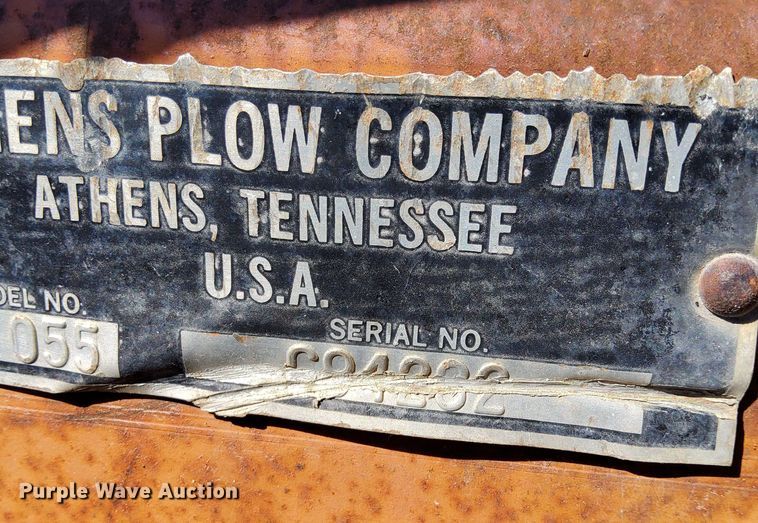 ENS PLOW COMPANY
ATHENS, TENNESSEE
U.S.A.
DEL NO.
055
SERIAL NO.
Purple Wave Auction